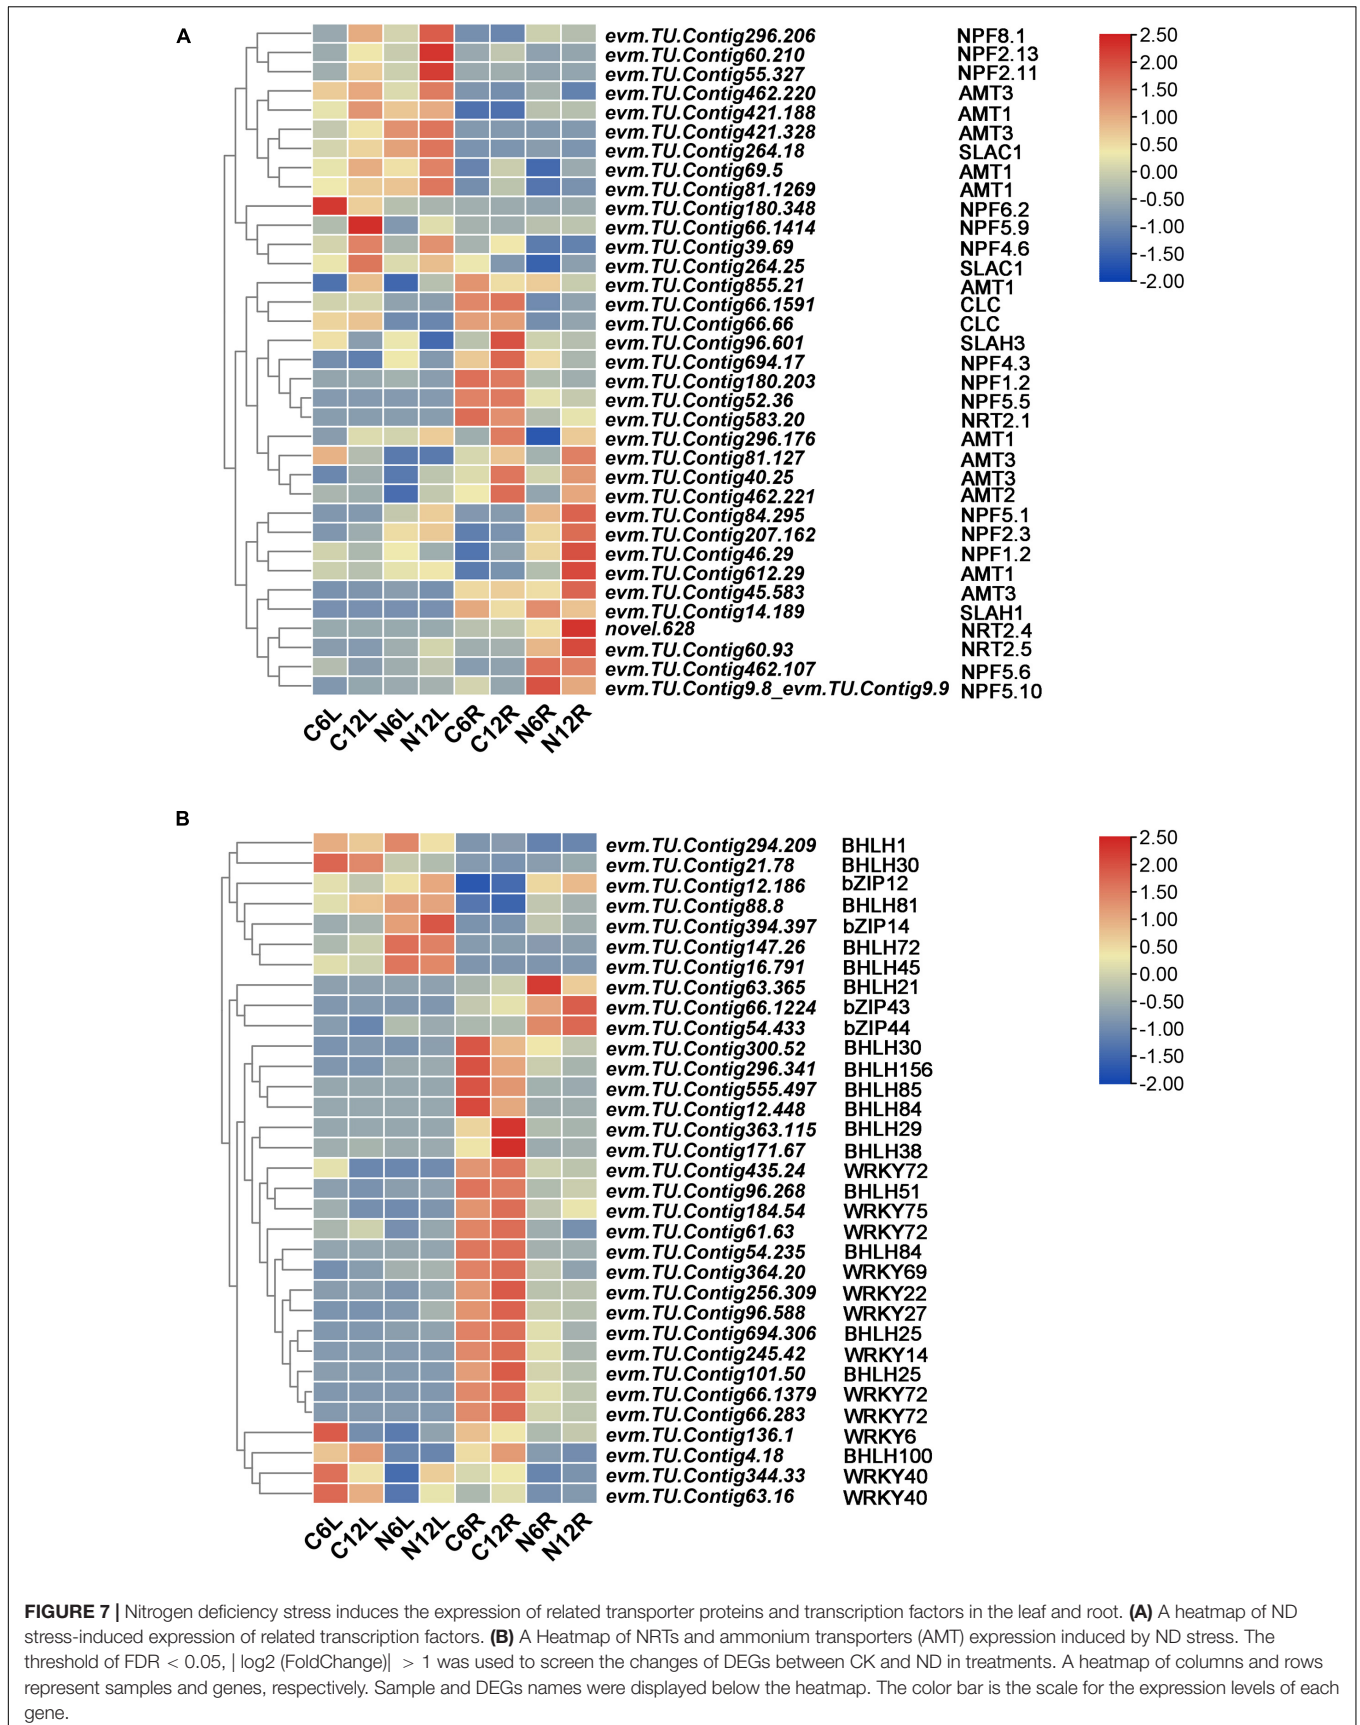 A
evm.TU.Contig296.206 NPF8.1
evm.TU.Contig60.210 NPF2.13
evm.TU.Contig55.327 NPF2.11
evm.TU.Contig462.220 AMT3
evm.TU.Contig421.188 AMT1
evm.TU.Contig421.328 AMT3
evm.TU.Contig264.18 SLAC1
evm.TU.Contig69.5 AMT1
evm.TU.Contig81.1269 AMT1
evm.TU.Contig180.348 NPF6.2
evm.TU.Contig66.1414 NPF5.9
evm.TU.Contig39.69 NPF4.6
evm.TU.Contig264.25 SLAC1
evm.TU.Contig855.21 AMT1
evm.TU.Contig66.1591 CLC
evm.TU.Contig66.66 CLC
evm.TU.Contig96.601 SLAH3
evm.TU.Contig694.17 NPF4.3
evm.TU.Contig180.203 NPF1.2
evm.TU.Contig52.36 NPF5.5
evm.TU.Contig583.20 NRT2.1
evm.TU.Contig296.176 AMT1
evm.TU.Contig81.127 AMT3
evm.TU.Contig40.25 AMT3
evm.TU.Contig462.221 AMT2
evm.TU.Contig84.295 NPF5.1
evm.TU.Contig207.162 NPF2.3
evm.TU.Contig46.29 NPF1.2
evm.TU.Contig612.29 AMT1
evm.TU.Contig45.583 AMT3
evm.TU.Contig14.189 SLAH1
novel.628 NRT2.4
evm.TU.Contig60.93 NRT2.5
evm.TU.Contig462.107 NPF5.6
evm.TU.Contig9.8_evm.TU.Contig9.9 NPF5.10
C6L C12L N6L N12L C6R C12R N6R N12R
2.50
2.00
1.50
1.00
0.50
0.00
-0.50
-1.00
-1.50
-2.00
B
evm.TU.Contig294.209 BHLH1
evm.TU.Contig21.78 BHLH30
evm.TU.Contig12.186 bZIP12
evm.TU.Contig88.8 BHLH81
evm.TU.Contig394.397 bZIP14
evm.TU.Contig147.26 BHLH72
evm.TU.Contig16.791 BHLH45
evm.TU.Contig63.365 BHLH21
evm.TU.Contig66.1224 bZIP43
evm.TU.Contig54.433 bZIP44
evm.TU.Contig300.52 BHLH30
evm.TU.Contig296.341 BHLH156
evm.TU.Contig555.497 BHLH85
evm.TU.Contig12.448 BHLH84
evm.TU.Contig363.115 BHLH29
evm.TU.Contig171.67 BHLH38
evm.TU.Contig435.24 WRKY72
evm.TU.Contig96.268 BHLH51
evm.TU.Contig184.54 WRKY75
evm.TU.Contig61.63 WRKY72
evm.TU.Contig54.235 BHLH84
evm.TU.Contig364.20 WRKY69
evm.TU.Contig256.309 WRKY22
evm.TU.Contig96.588 WRKY27
evm.TU.Contig694.306 BHLH25
evm.TU.Contig245.42 WRKY14
evm.TU.Contig101.50 BHLH25
evm.TU.Contig66.1379 WRKY72
evm.TU.Contig66.283 WRKY72
evm.TU.Contig136.1 WRKY6
evm.TU.Contig4.18 BHLH100
evm.TU.Contig344.33 WRKY40
evm.TU.Contig63.16 WRKY40
C6L C12L N6L N12L C6R C12R N6R N12R
2.50
2.00
1.50
1.00
0.50
0.00
-0.50
-1.00
-1.50
-2.00
FIGURE 7 | Nitrogen deficiency stress induces the expression of related transporter proteins and transcription factors in the leaf and root. (A) A heatmap of ND
stress-induced expression of related transcription factors. (B) A Heatmap of NRTs and ammonium transporters (AMT) expression induced by ND stress. The
threshold of FDR < 0.05, | log2 (FoldChange)| > 1 was used to screen the changes of DEGs between CK and ND in treatments. A heatmap of columns and rows
represent samples and genes, respectively. Sample and DEGs names were displayed below the heatmap. The color bar is the scale for the expression levels of each
gene.